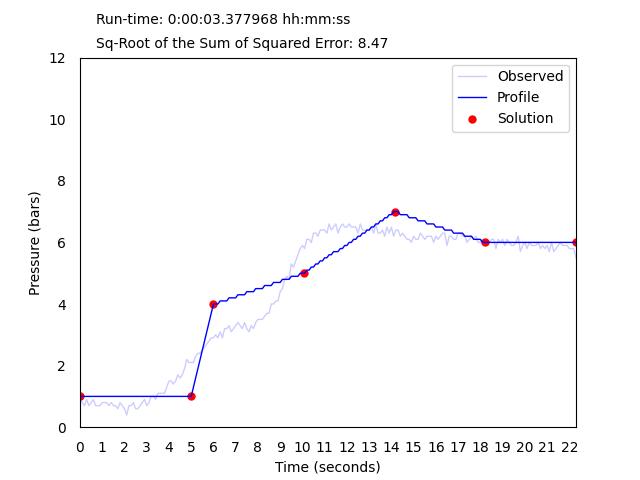 Run-time: 0:00:03.377968 hh:mm:ss
Sq-Root of the Sum of Squared Error: 8.47
12
10
8
6
4
2
0
Pressure (bars)
Observed
Profile
Solution
0 1 2 3 4 5 6 7 8 9 10 11 12 13 14 15 16 17 18 19 20 21 22
Time (seconds)